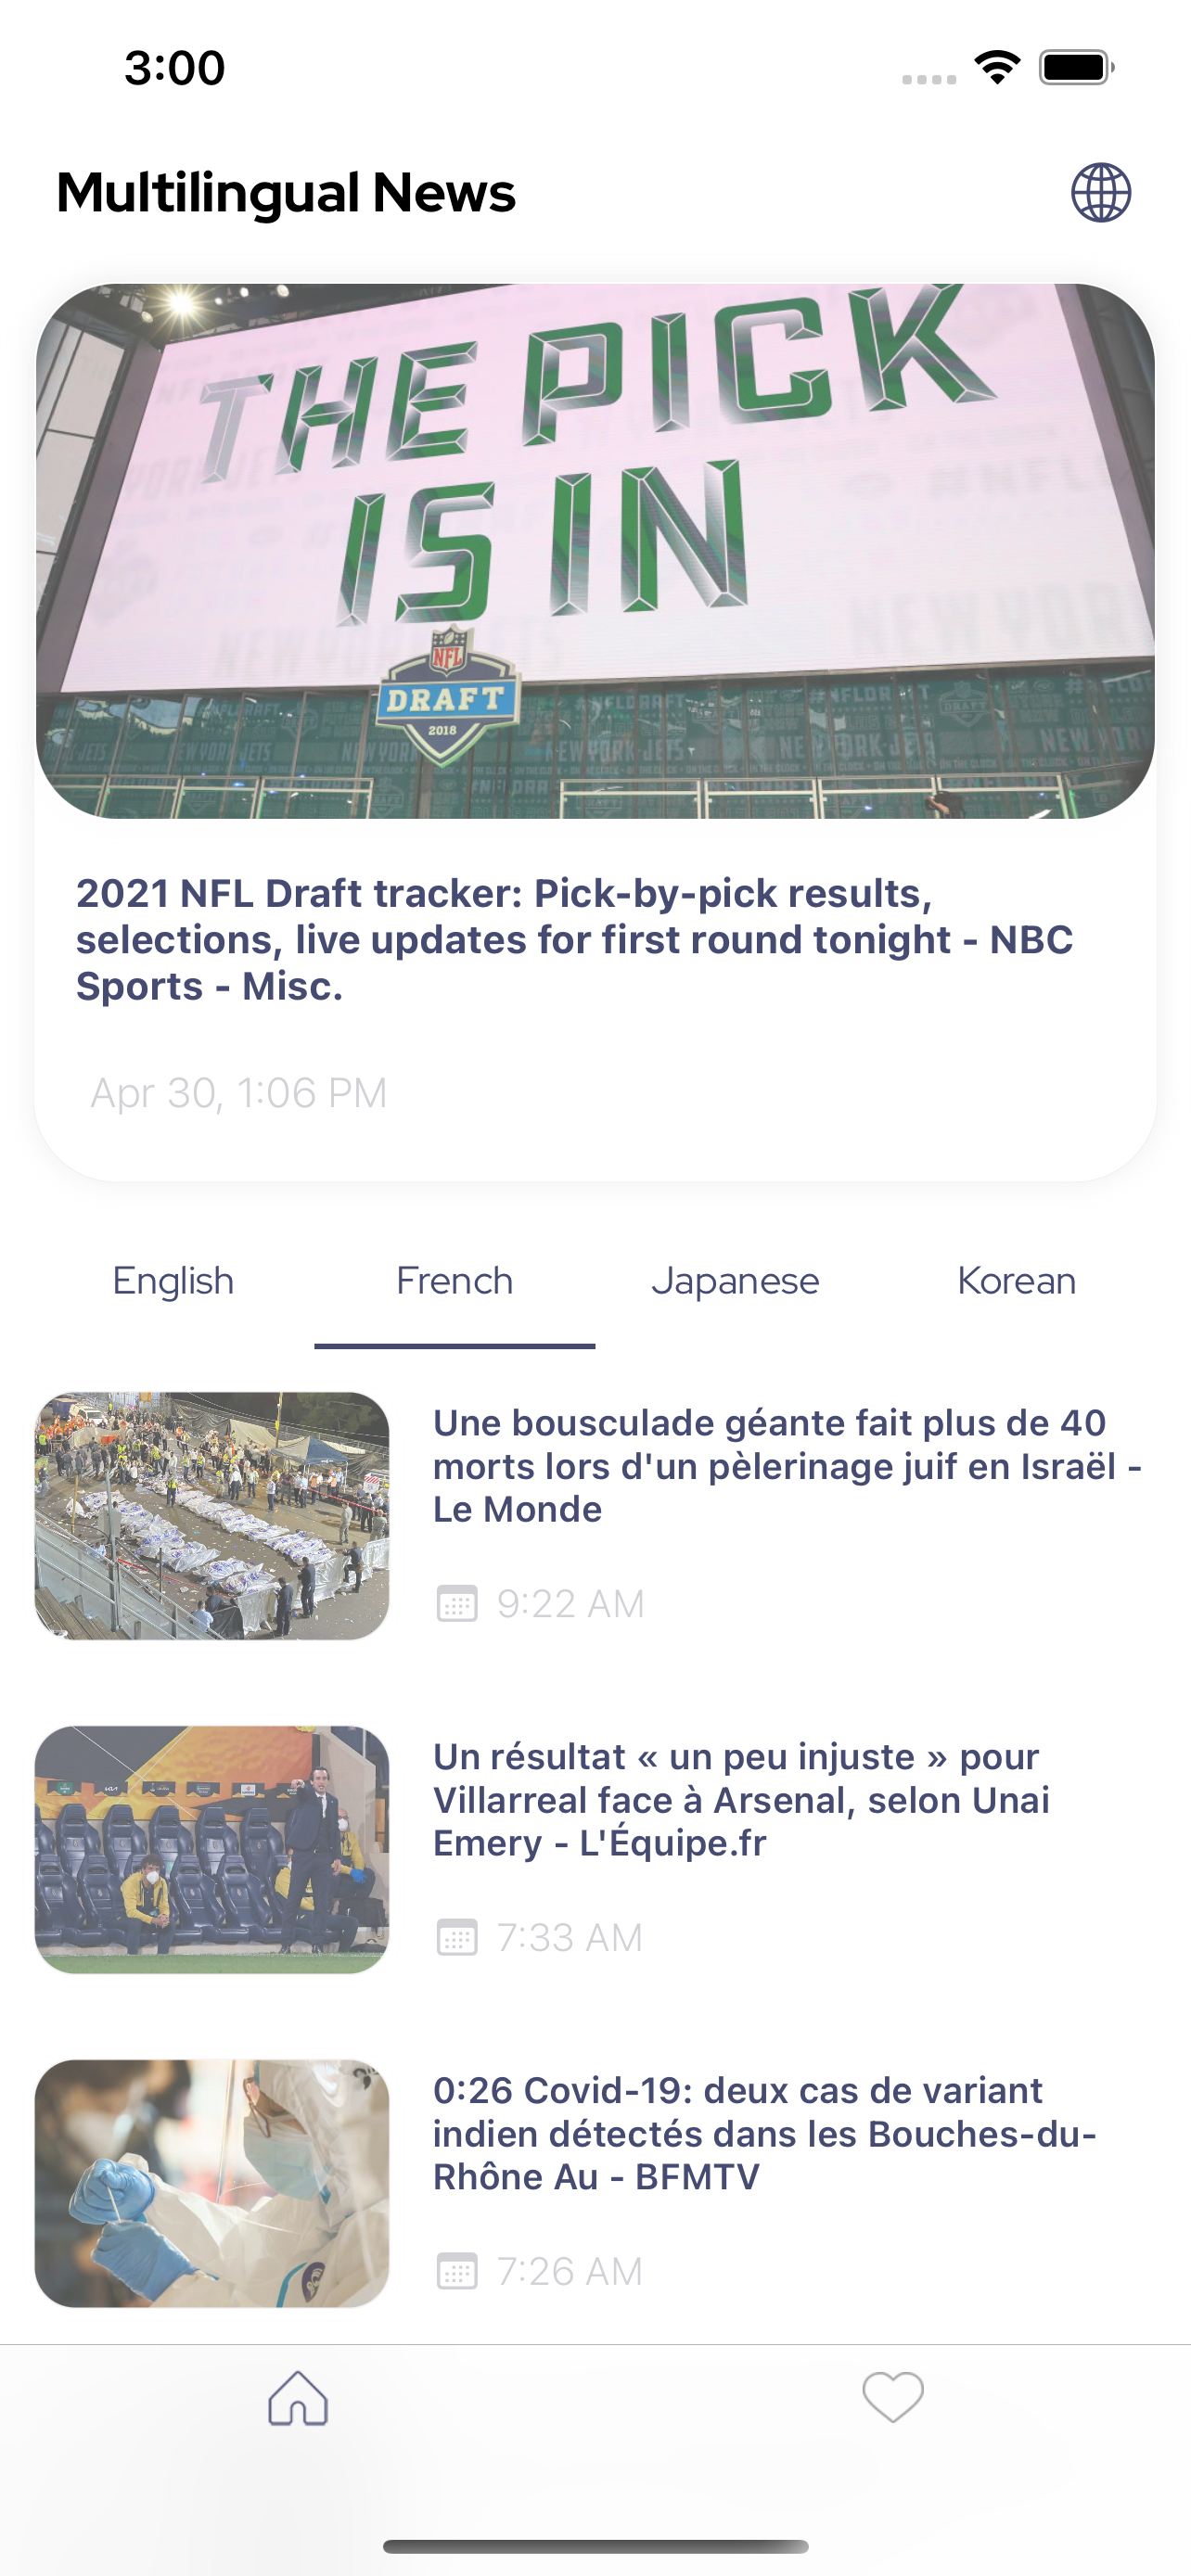 3:00
Multilingual News
THE PICK
IS IN
NFL
DRAFT
2018
2021 NFL Draft tracker: Pick-by-pick results,
selections, live updates for first round tonight - NBC
Sports - Misc.
Apr 30, 1:06 PM
English French Japanese Korean
Une bousculade géante fait plus de 40
morts lors d'un pèlerinage juif en Israël -
Le Monde
9:22 AM
Un résultat « un peu injuste » pour
Villarreal face à Arsenal, selon Unai
Emery - L'Équipe.fr
7:33 AM
0:26 Covid-19: deux cas de variant
indien détectés dans les Bouches-du-
Rhône Au - BFMTV
7:26 AM